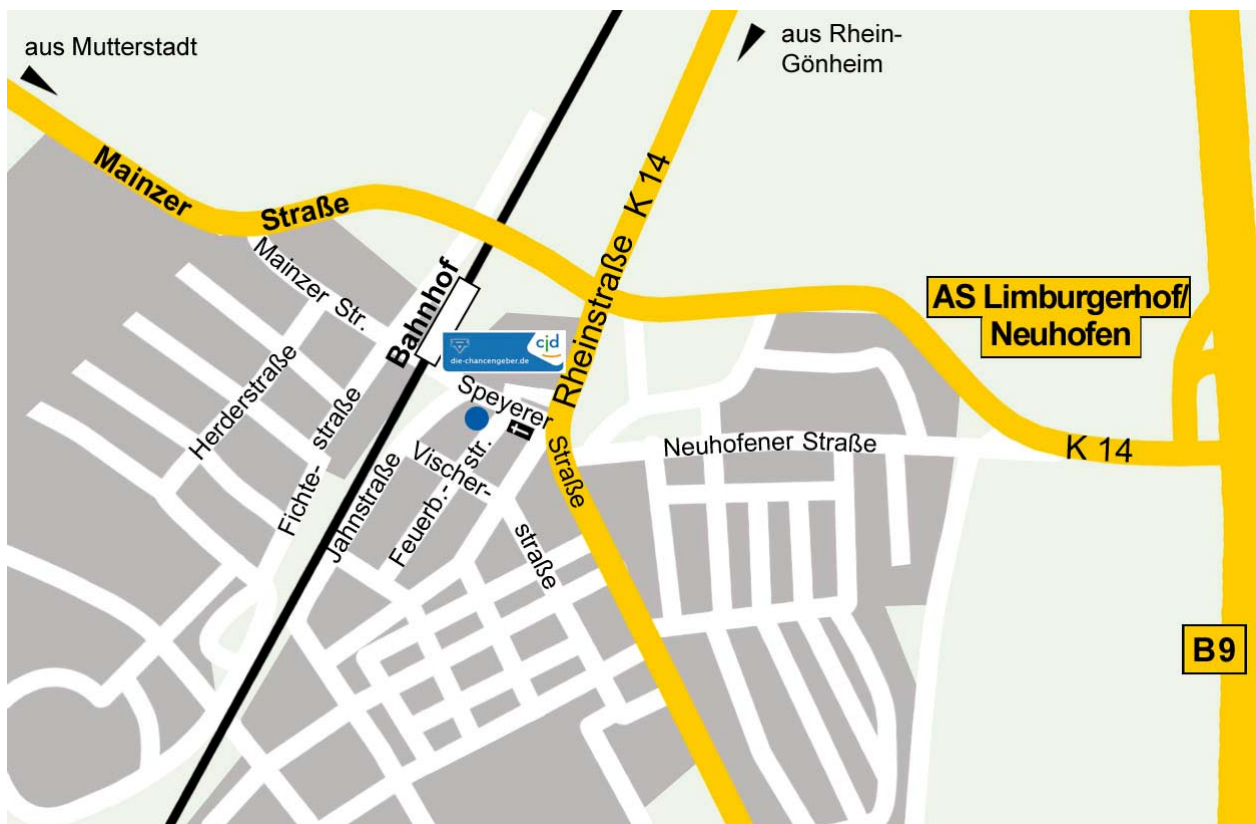 aus Mutterstadt
aus Rhein-
Gönheim
Mainzer
Straße
K 14
Rheinstraße
Mainzer Str.
Bahnhof
AS Limburgerhof/
Neuhofen
cjd
die-chancengeber.de
Herderstraße
Fichte-
straße
Speyerer
Straße
Neuhofener Straße
K 14
Jahnstraße
Vischer-
straße
Feuerb.-
str.
B9